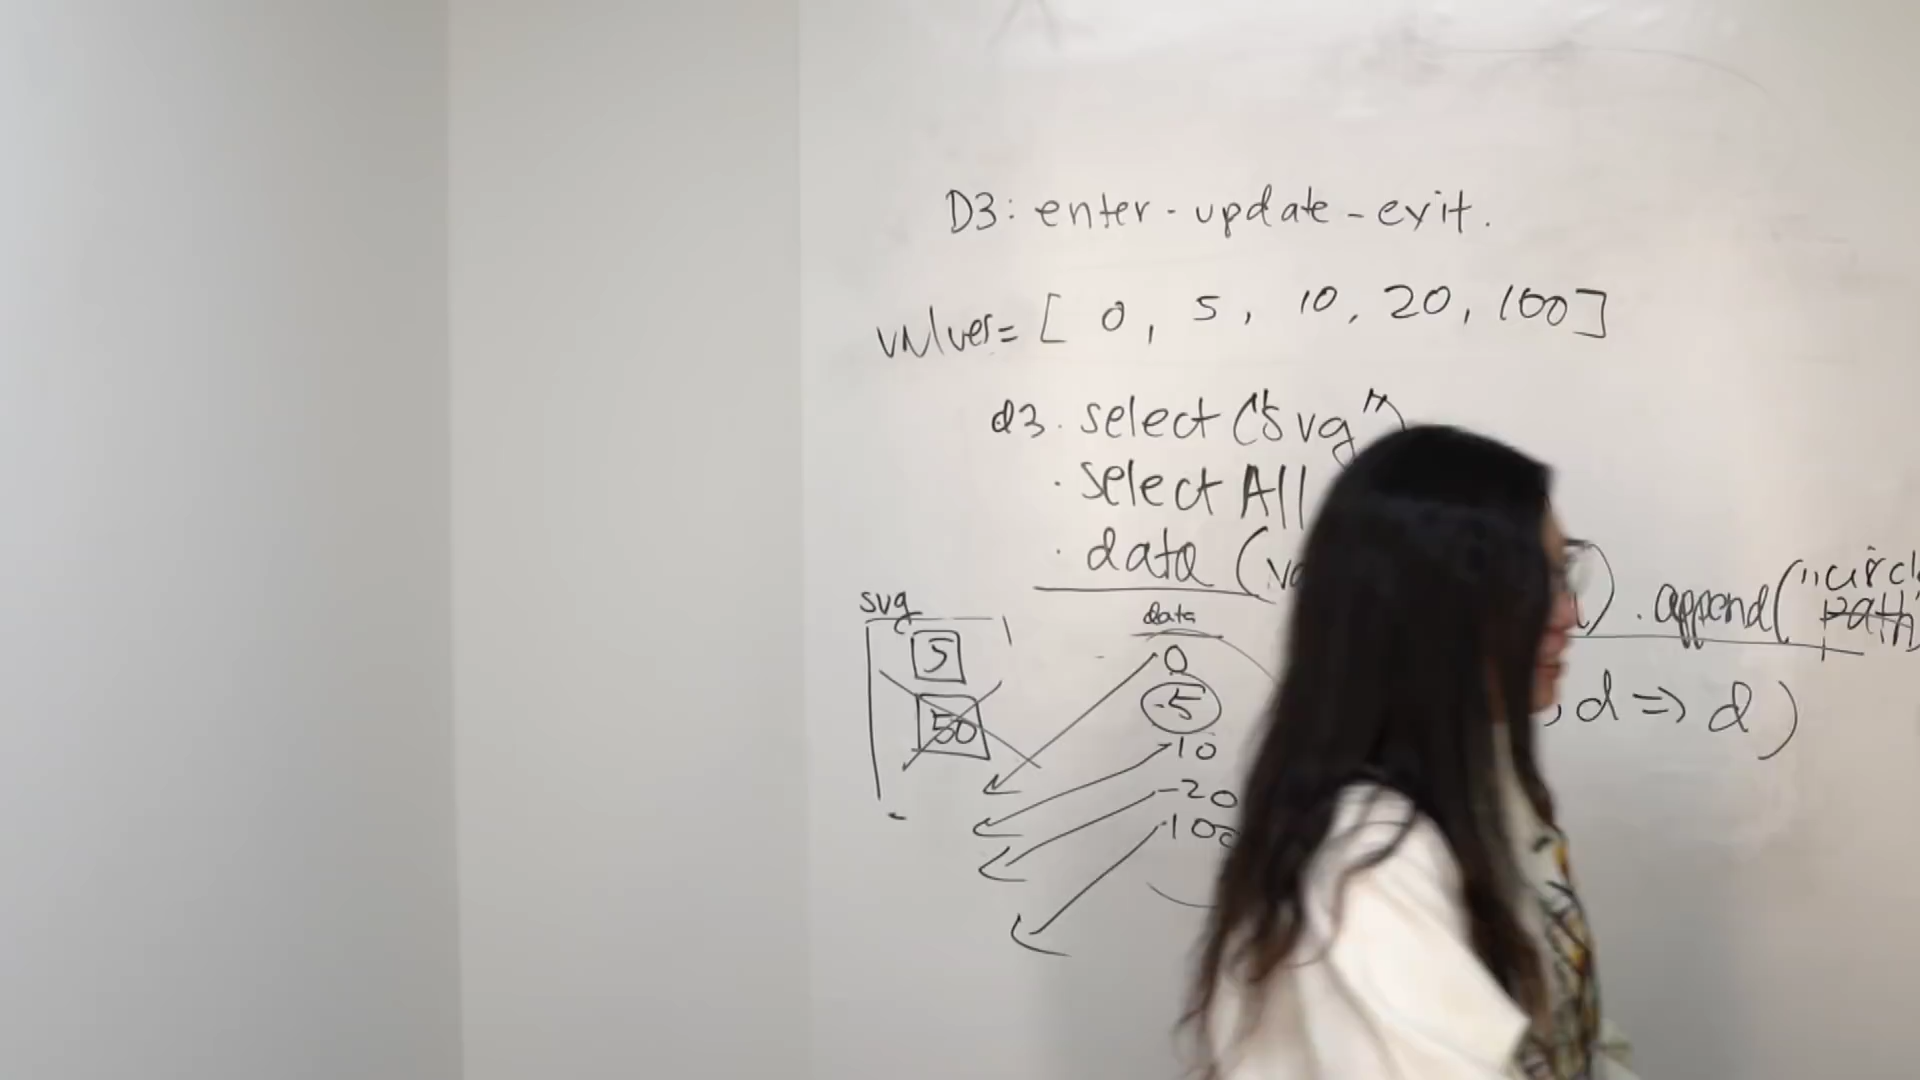 D3: enter-update-exit.
values= [ 0, 5, 10, 20, 100]
d3. select ("svg")
. select All
. data (
. append(
, d => d )
svg
5
50
data
0
5
10
20
100